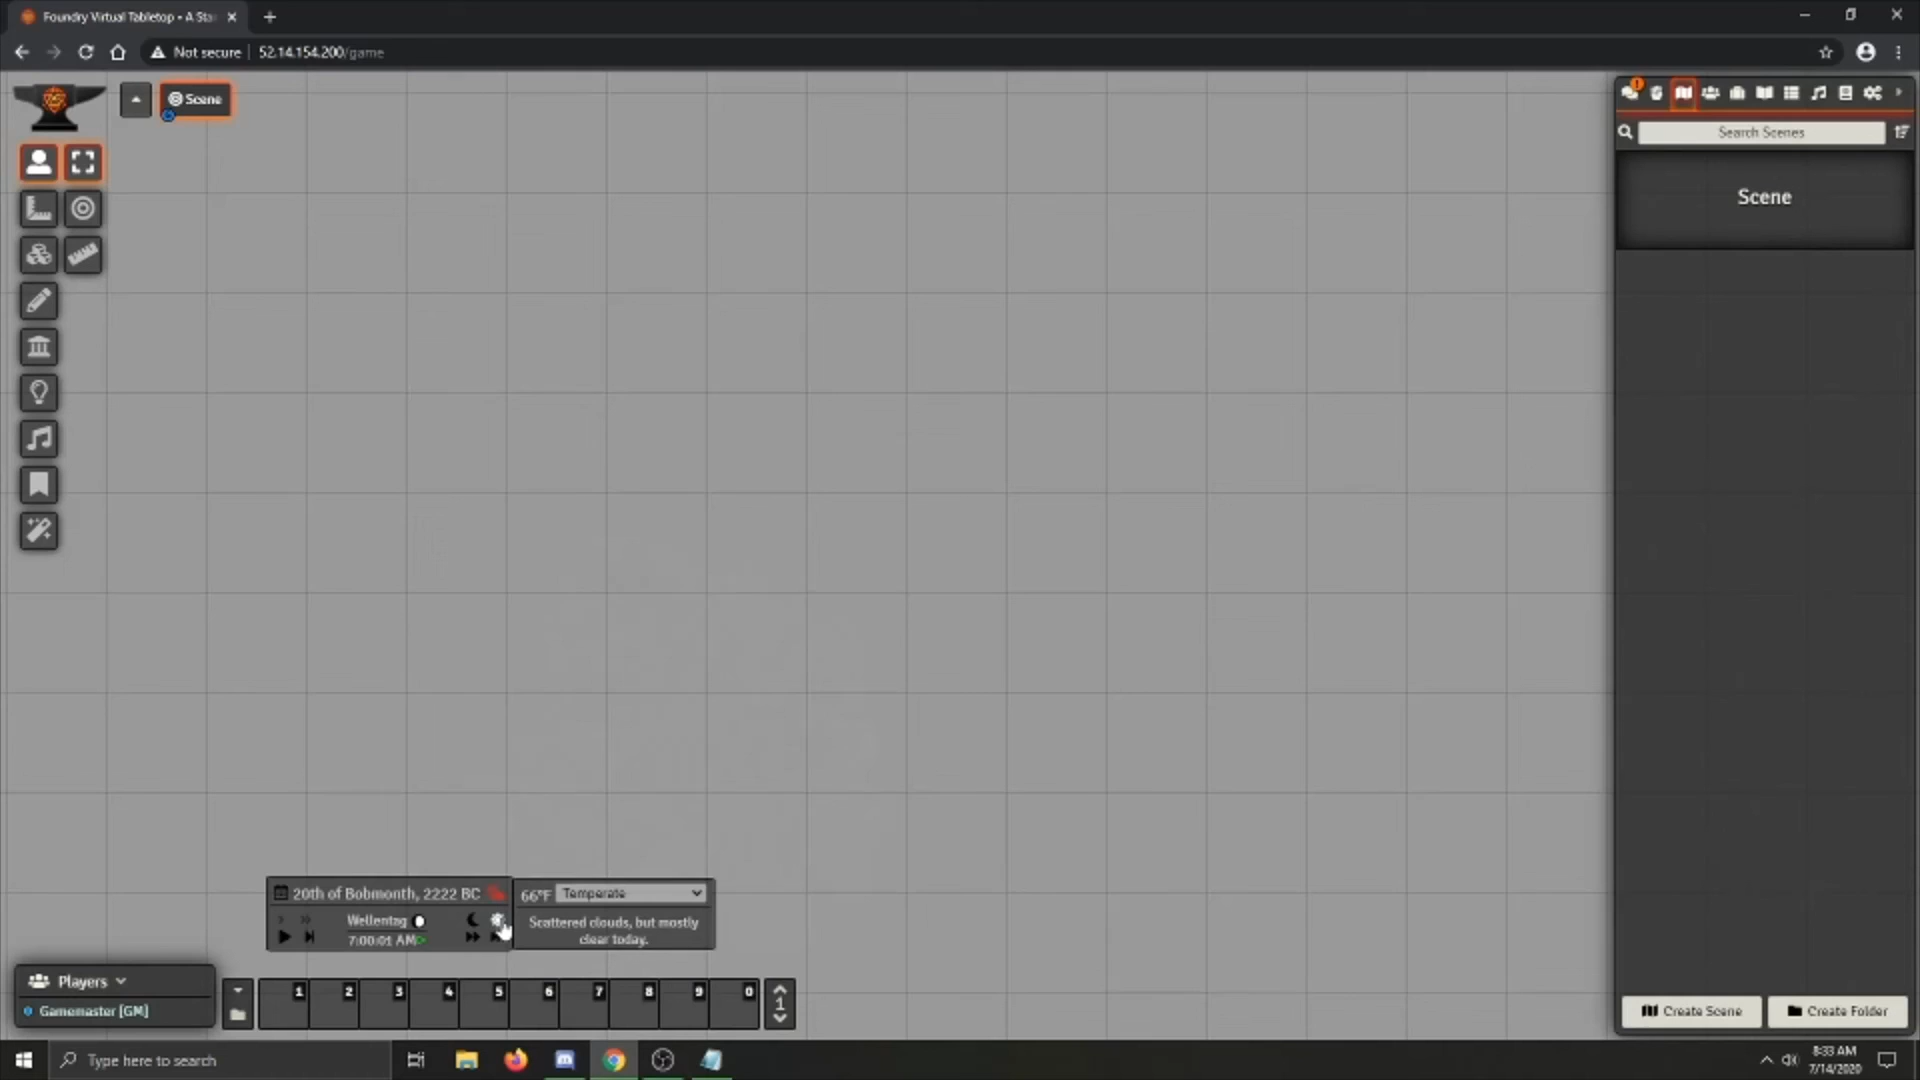 Foundry Virtual Tabletop • A Sta
Not secure | 52.14.154.200/game
Scene
Search Scenes
Scene
20th of Bobmonth, 2222 BC
66°F Temperate
Wellentag
Scattered clouds, but mostly
clear today.
7:00:01 AM
Players
Gamemaster [GM]
1 2 3 4 5 6 7 8 9 0
1
Create Scene
Create Folder
Type here to search
8:33 AM
7/14/2020